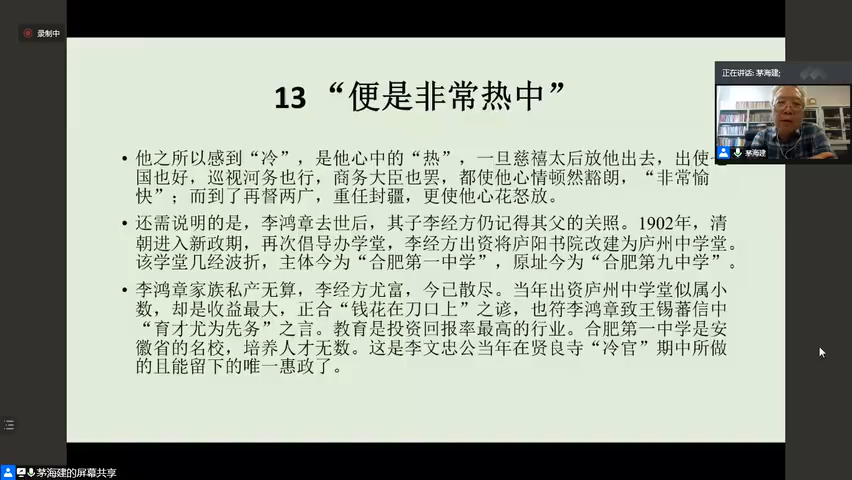 录制中
正在讲话: 茅海建;
茅海建
13 “便是非常热中”
• 他之所以感到“冷”，是他心中的“热”，一旦慈禧太后放他出去，出使
国也好，巡视河务也行，商务大臣也罢，都使他心情顿然豁朗，“非常愉
快”；而到了再督两广，重任封疆，更使他心花怒放。
• 还需说明的是，李鸿章去世后，其子李经方仍记得其父的关照。1902年，清
朝进入新政期，再次倡导办学堂，李经方出资将庐阳书院改建为庐州中学堂。
该学堂几经波折，主体今为“合肥第一中学”，原址今为“合肥第九中学”。
• 李鸿章家族私产无算，李经方尤富，今已散尽。当年出资庐州中学堂似属小
数，却是收益最大，正合“钱花在刀口上”之谚，也符李鸿章致王锡蕃信中
“育才尤为先务”之言。教育是投资回报率最高的行业。合肥第一中学是安
徽省的名校，培养人才无数。这是李文忠公当年在贤良寺“冷官”期中所做
的且能留下的唯一惠政了。
茅海建的屏幕共享